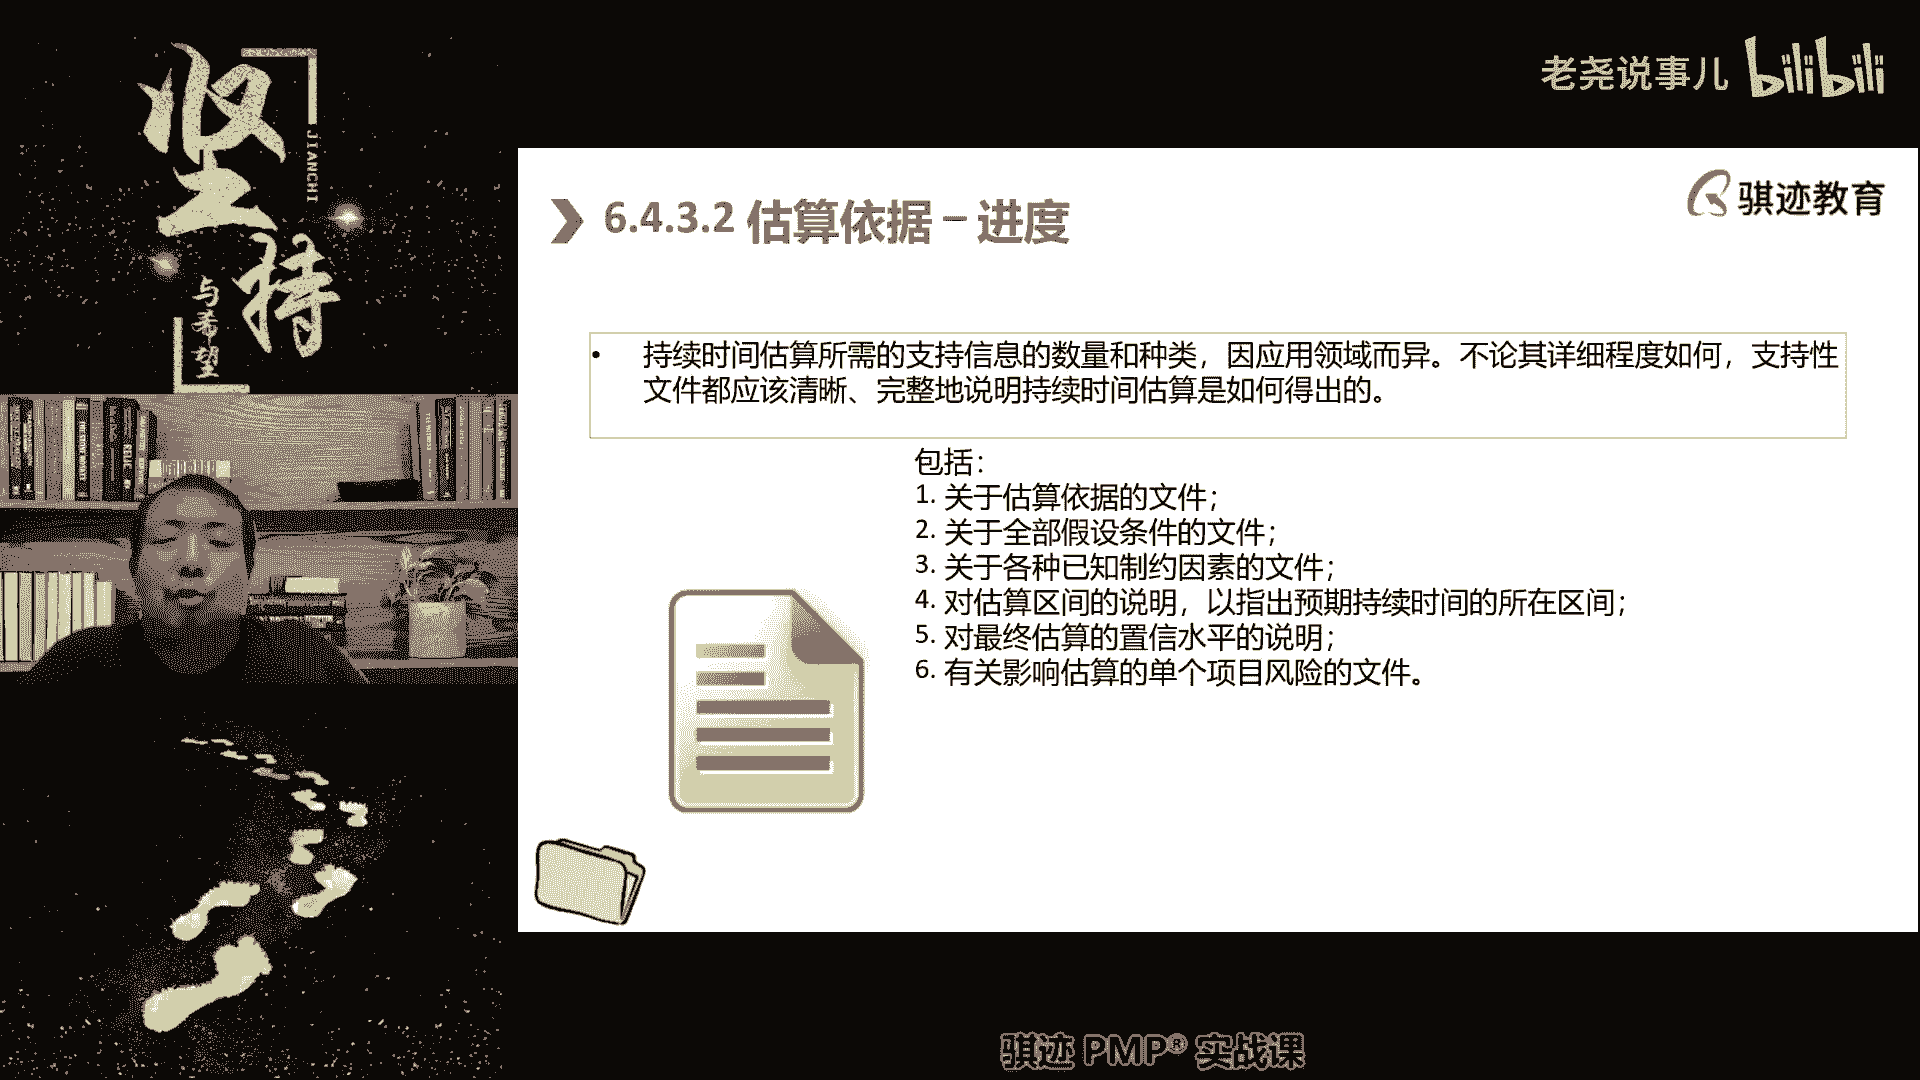 坚持
JIANCHI
与希望
老尧说事儿 bilibili
骐迹教育
6.4.3.2 估算依据 – 进度
• 持续时间估算所需的支持信息的数量和种类，因应用领域而异。不论其详细程度如何，支持性
文件都应该清晰、完整地说明持续时间估算是如何得出的。
包括：
1. 关于估算依据的文件；
2. 关于全部假设条件的文件；
3. 关于各种已知制约因素的文件；
4. 对估算区间的说明，以指出预期持续时间的所在区间；
5. 对最终估算的置信水平的说明；
6. 有关影响估算的单个项目风险的文件。
骐迹 PMP® 实战课